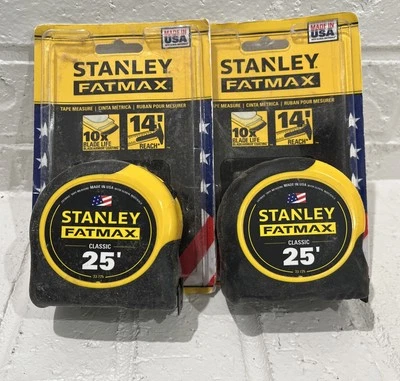 MADE IN
USA
STANLEY
FATMAX
TAPE MEASURE | CINTA METRICA | RUBAN POUR MESURER
10x
BLADE LIFE
14'
REACH*
STANLEY
FATMAX
CLASSIC
25'
MADE IN
USA
STANLEY
FATMAX
TAPE MEASURE | CINTA METRICA | RUBAN POUR MESURER
10x
BLADE LIFE
14'
REACH*
STANLEY
FATMAX
CLASSIC
25'